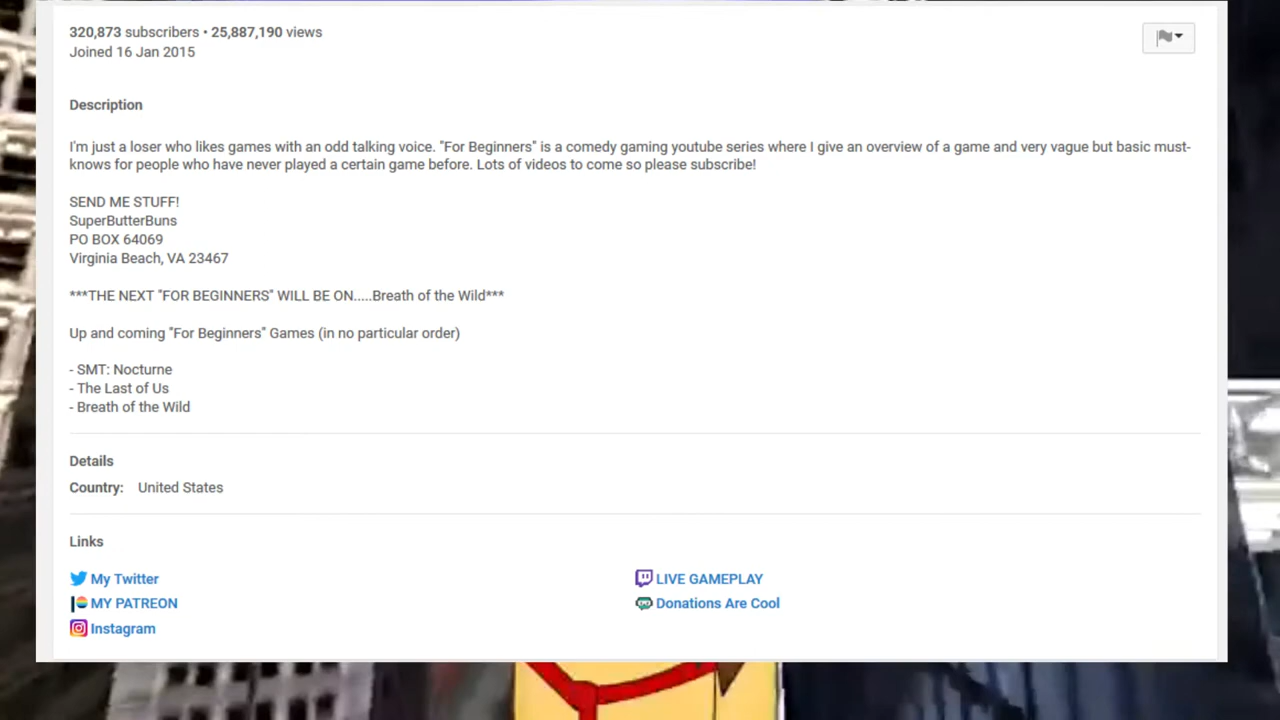 320,873 subscribers • 25,887,190 views
Joined 16 Jan 2015
Description
I'm just a loser who likes games with an odd talking voice. "For Beginners" is a comedy gaming youtube series where I give an overview of a game and very vague but basic must-
knows for people who have never played a certain game before. Lots of videos to come so please subscribe!
SEND ME STUFF!
SuperButterBuns
PO BOX 64069
Virginia Beach, VA 23467
***THE NEXT "FOR BEGINNERS" WILL BE ON.....Breath of the Wild***
Up and coming "For Beginners" Games (in no particular order)
- SMT: Nocturne
- The Last of Us
- Breath of the Wild
Details
Country: United States
Links
My Twitter
LIVE GAMEPLAY
MY PATREON
Donations Are Cool
Instagram